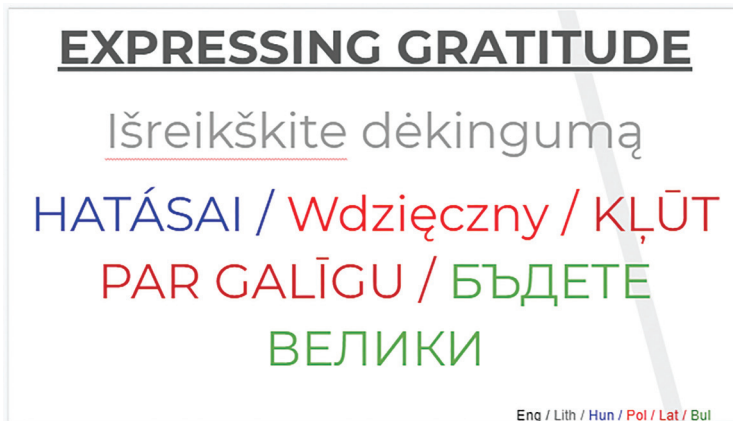 EXPRESSING GRATITUDE
Išreikškite dėkingumą
HATÁSAI / Wdzięczny / KĻŪT
PAR GALĪGU / БЪДЕТЕ
ВЕЛИКИ
Eng / Lith / Hun / Pol / Lat / Bul